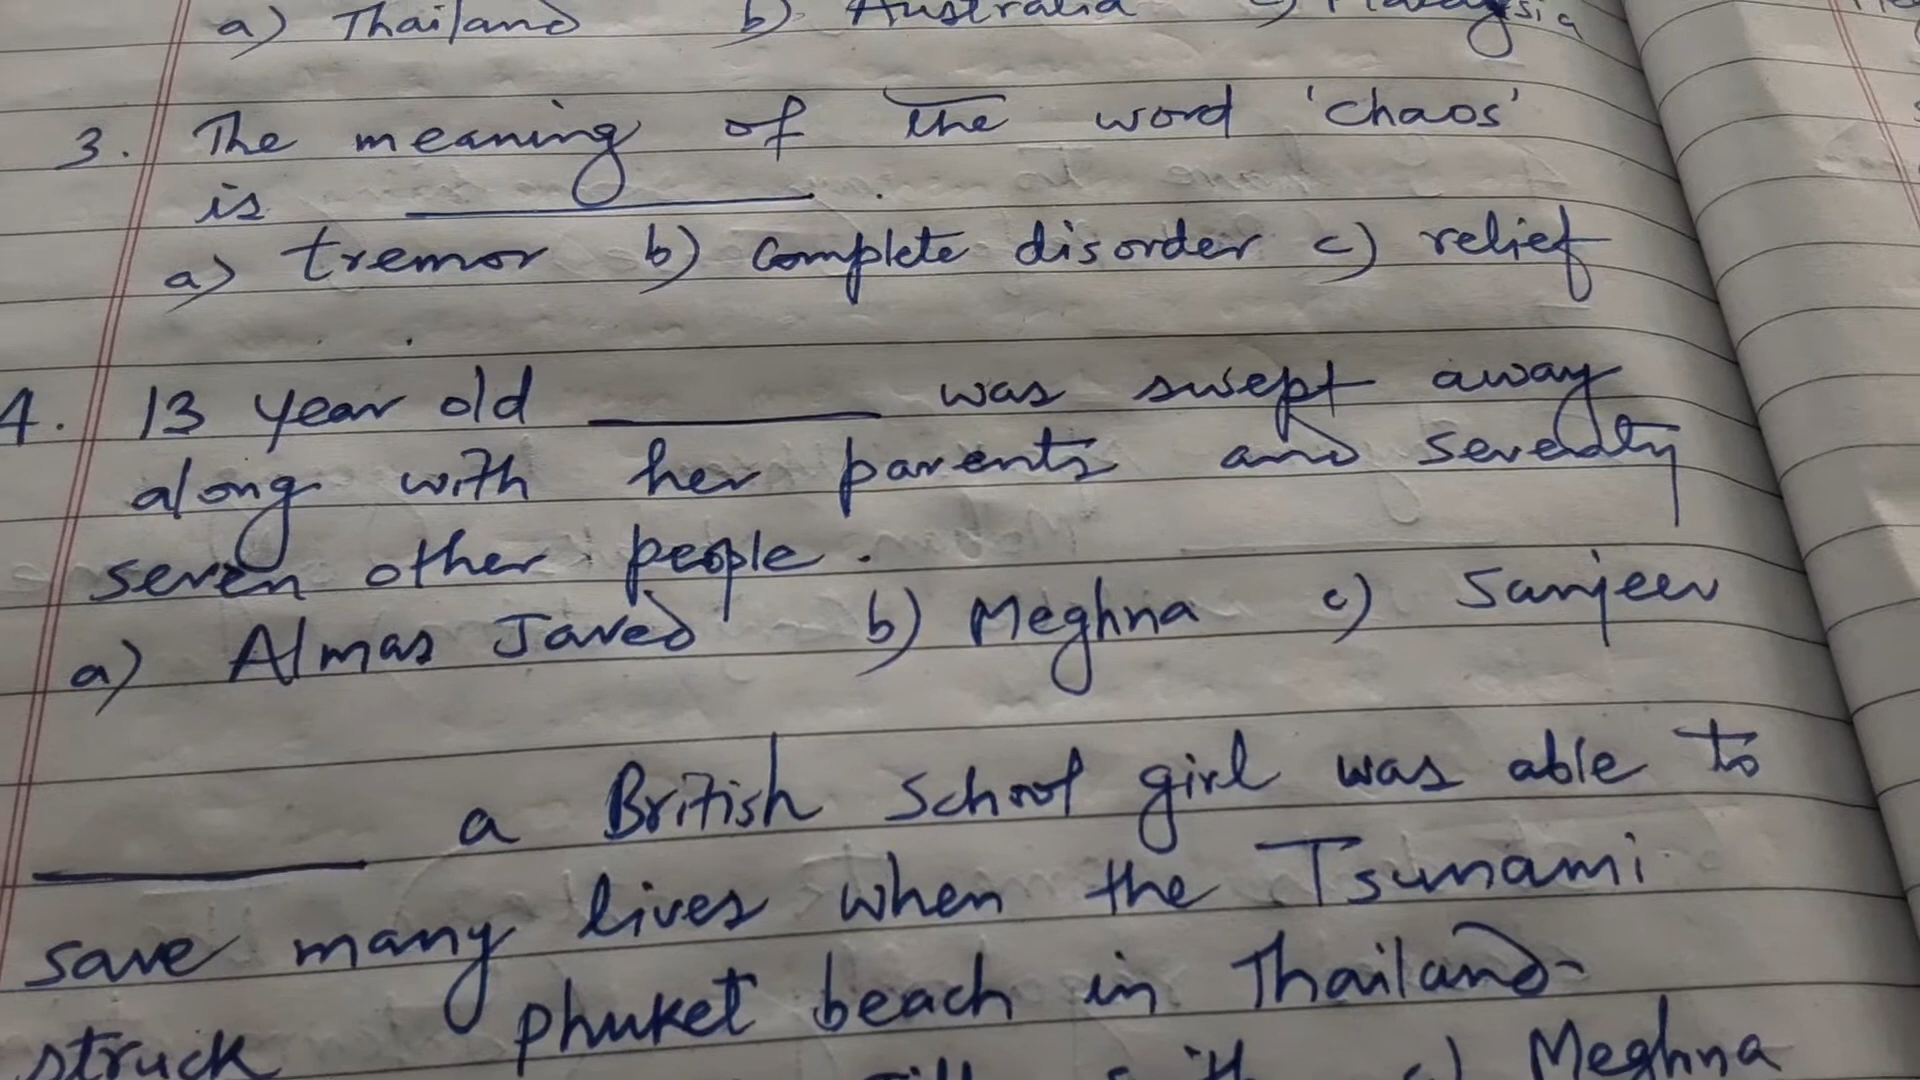 a) Thailand b) Australia c) Malaysia
3. The meaning of the word 'chaos'
is ________ .
a) tremor b) complete disorder c) relief
4. 13 year old ________ was swept away
along with her parents and seventy
seven other people.
a) Almas Javed b) Meghna c) Sanjeev
________ a British School girl was able to
save many lives when the Tsunami
struck phuket beach in Thailand.
c) Meghna